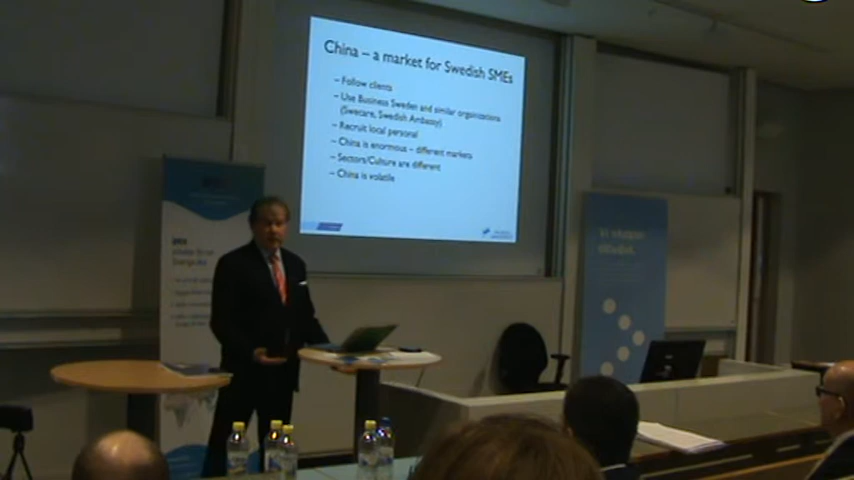 China – a market for Swedish SMEs
– Follow clients
– Use Business Sweden and similar organizations
(Swecare, Swedish Embassy)
– Recruit local personal
– China is enormous – different markets
– Sectors/Culture are different
– China is volatile